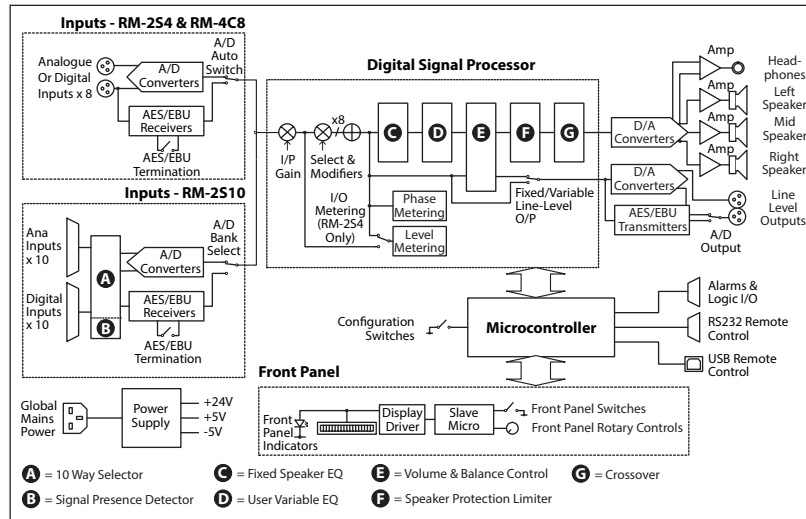 Inputs - RM-2S4 & RM-4C8
Analogue
Or Digital
Inputs x 8
A/D
Converters
A/D
Auto
Switch
AES/EBU
Receivers
AES/EBU
Termination
Inputs - RM-2S10
Ana
Inputs
x 10
Digital
Inputs
x 10
A
B
A/D
Converters
A/D
Bank
Select
AES/EBU
Receivers
AES/EBU
Termination
Digital Signal Processor
I/P
Gain
x8
Select &
Modifiers
C
D
E
F
G
I/O
Metering
(RM-2S4
Only)
Phase
Metering
Level
Metering
Fixed/Variable
Line-Level
O/P
D/A
Converters
D/A
Converters
AES/EBU
Transmitters
A/D
Output
Amp
Head-
phones
Amp
Left
Speaker
Amp
Mid
Speaker
Amp
Right
Speaker
Line
Level
Outputs
Configuration
Switches
Microcontroller
Alarms &
Logic I/O
RS232 Remote
Control
USB Remote
Control
Global
Mains
Power
Power
Supply
+24V
+5V
-5V
Front Panel
Front
Panel
Indicators
Display
Driver
Slave
Micro
Front Panel Switches
Front Panel Rotary Controls
A = 10 Way Selector
B = Signal Presence Detector
C = Fixed Speaker EQ
D = User Variable EQ
E = Volume & Balance Control
F = Speaker Protection Limiter
G = Crossover